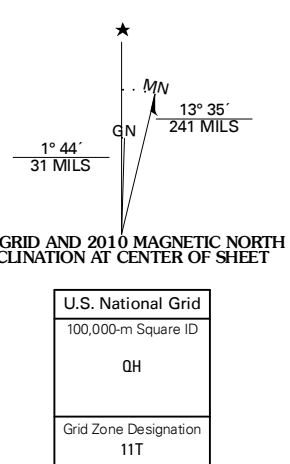 ★
MN
13° 35´
241 MILS
GN
1° 44´
31 MILS
GRID AND 2010 MAGNETIC NORTH
CLINATION AT CENTER OF SHEET
U.S. National Grid
100,000-m Square ID
QH
Grid Zone Designation
11T